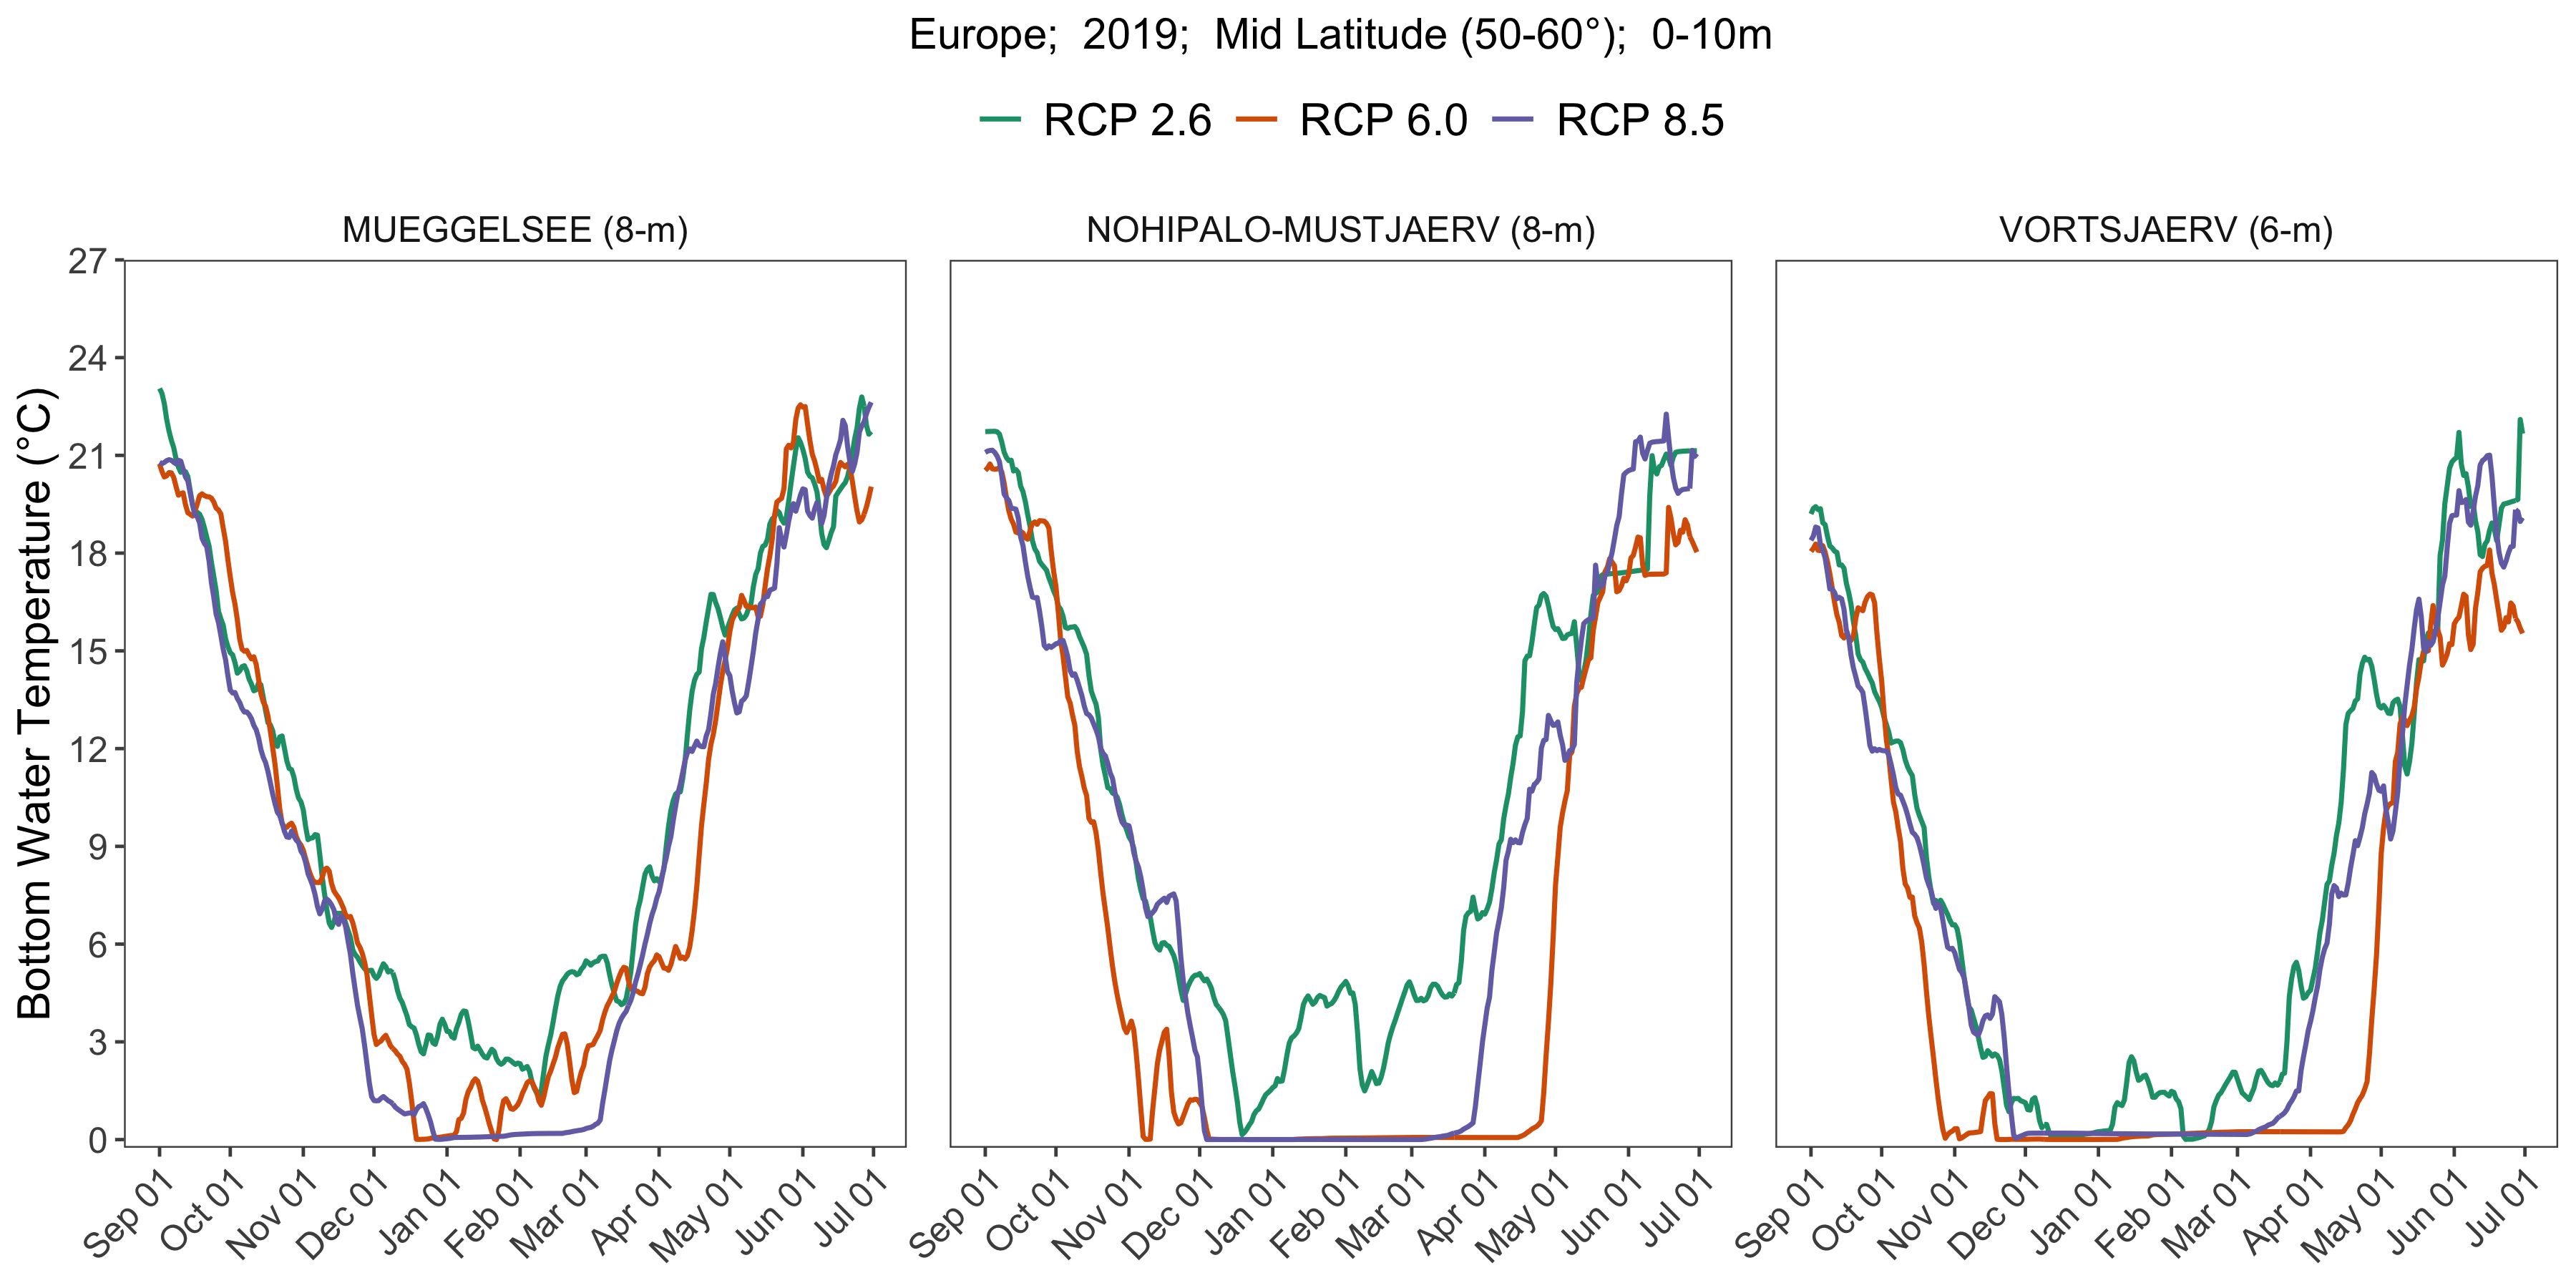 Europe;  2019;  Mid Latitude (50-60°);  0-10m
RCP 2.6 RCP 6.0 RCP 8.5
MUEGGELSEE (8-m) NOHIPALO-MUSTJAERV (8-m) VORTSJAERV (6-m)
Bottom Water Temperature (°C)
27
24
21
18
15
12
9
6
3
0
Sep 01 Oct 01 Nov 01 Dec 01 Jan 01 Feb 01 Mar 01 Apr 01 May 01 Jun 01 Jul 01 Sep 01 Oct 01 Nov 01 Dec 01 Jan 01 Feb 01 Mar 01 Apr 01 May 01 Jun 01 Jul 01 Sep 01 Oct 01 Nov 01 Dec 01 Jan 01 Feb 01 Mar 01 Apr 01 May 01 Jun 01 Jul 01